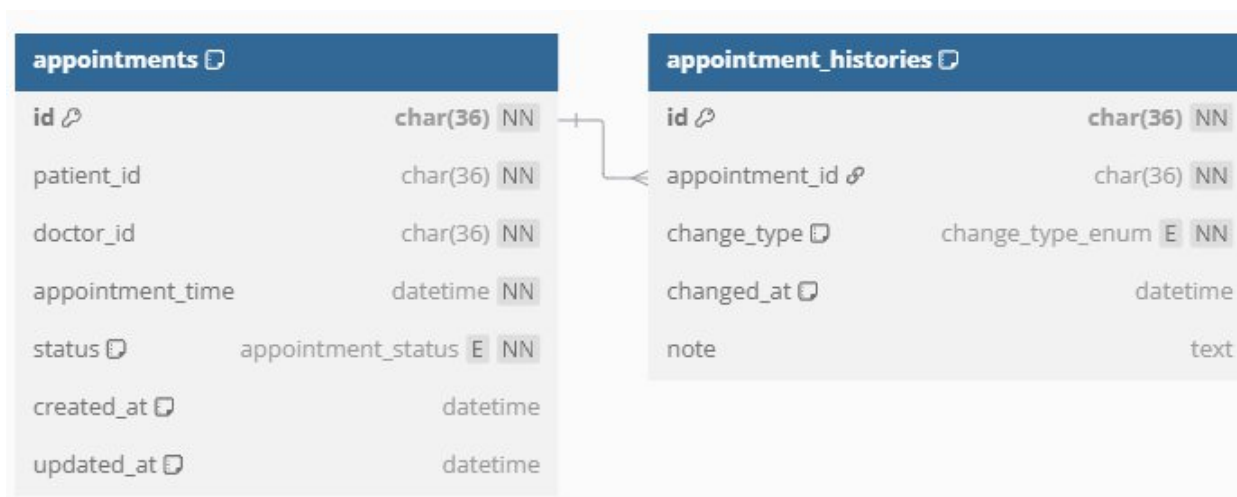 appointments
id char(36) NN
patient_id char(36) NN
doctor_id char(36) NN
appointment_time datetime NN
status appointment_status E NN
created_at datetime
updated_at datetime
appointment_histories
id char(36) NN
appointment_id char(36) NN
change_type change_type_enum E NN
changed_at datetime
note text